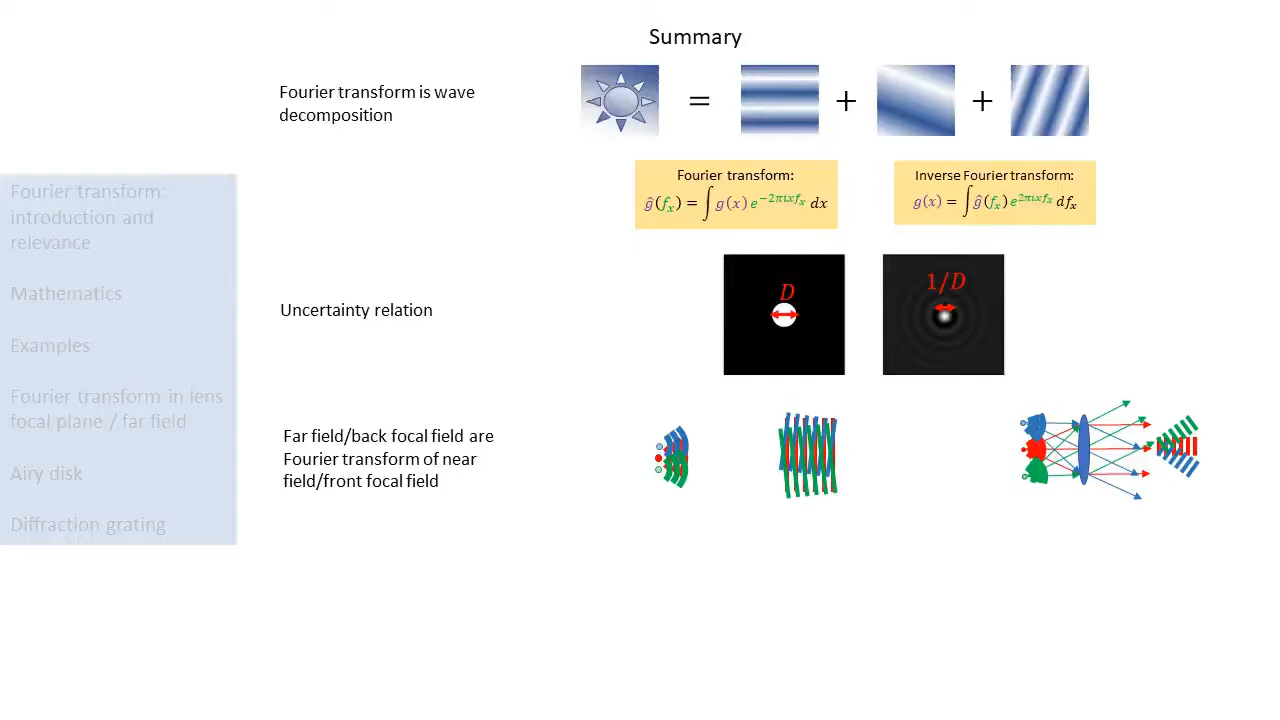 Summary
Fourier transform is wave
decomposition
= + +
Fourier transform:
ĝ(fₓ) = ∫ g(x) e^{−2πixfₓ} dx
Inverse Fourier transform:
g(x) = ∫ ĝ(fₓ) e^{2πixfₓ} dfₓ
Fourier transform:
introduction and
relevance
Mathematics
Examples
Fourier transform in lens
focal plane / far field
Airy disk
Diffraction grating
Uncertainty relation
D
1/D
Far field/back focal field are
Fourier transform of near
field/front focal field